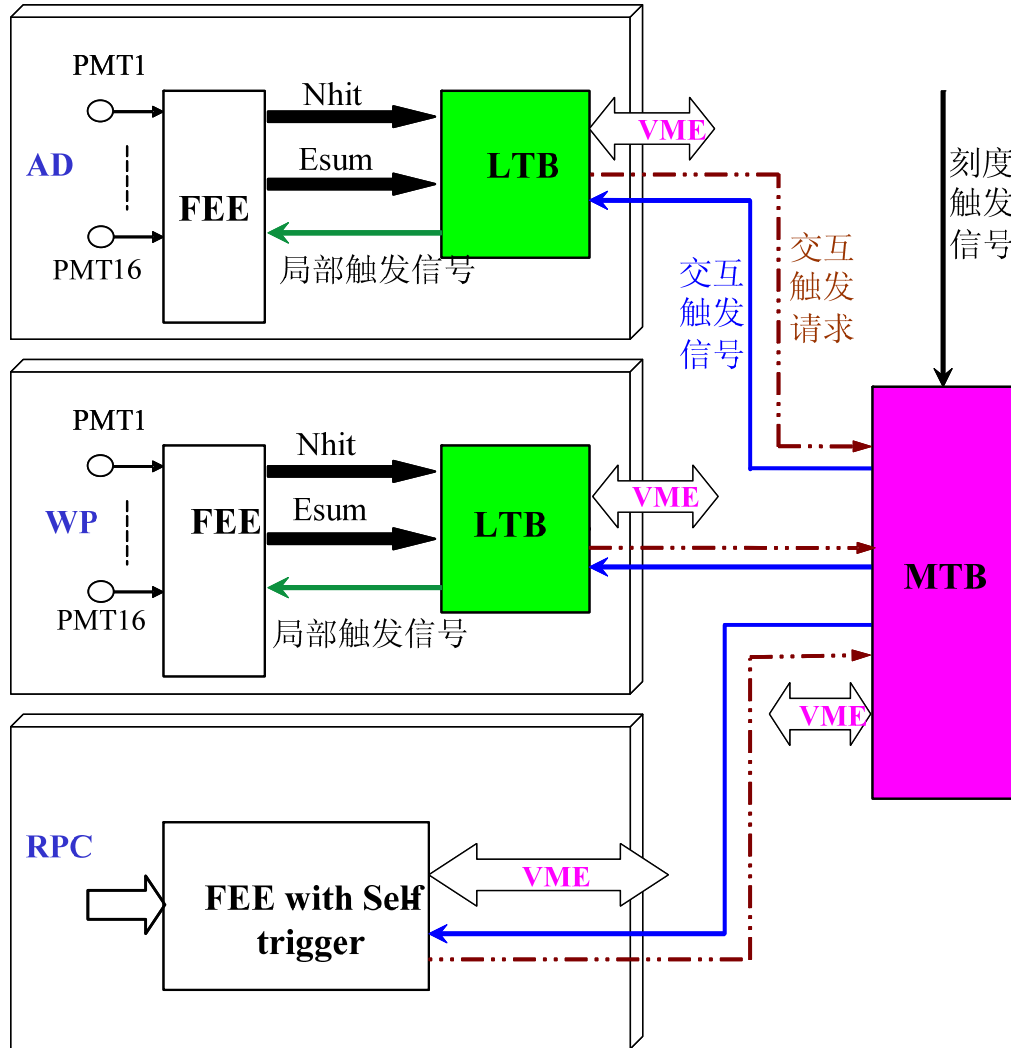 PMT1
AD
PMT16
FEE
Nhit
Esum
局部触发信号
LTB
VME
交互
触发
信号
交互
触发
请求
刻度
触发
信号
PMT1
WP
PMT16
FEE
Nhit
Esum
局部触发信号
LTB
VME
MTB
VME
RPC
FEE with Self-
trigger
VME